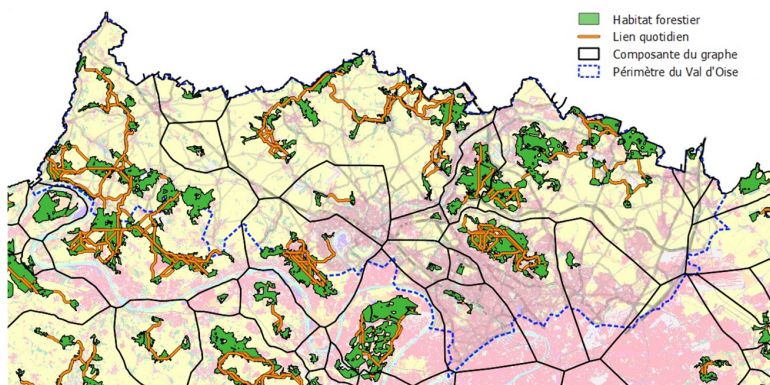 Habitat forestier
Lien quotidien
Composante du graphe
Périmètre du Val d'Oise